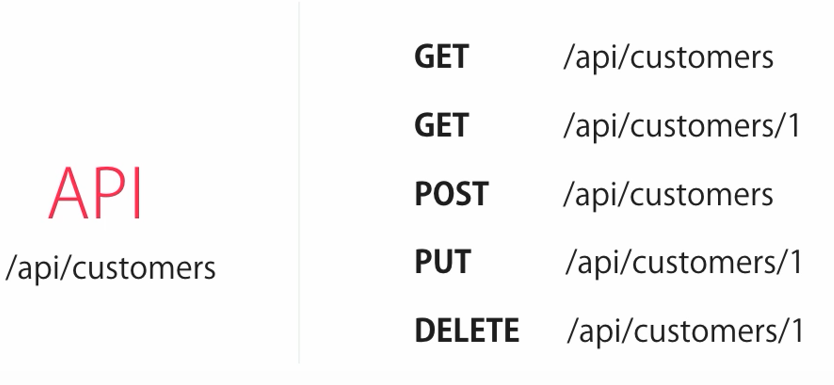 API
/api/customers
GET /api/customers
GET /api/customers/1
POST /api/customers
PUT /api/customers/1
DELETE /api/customers/1